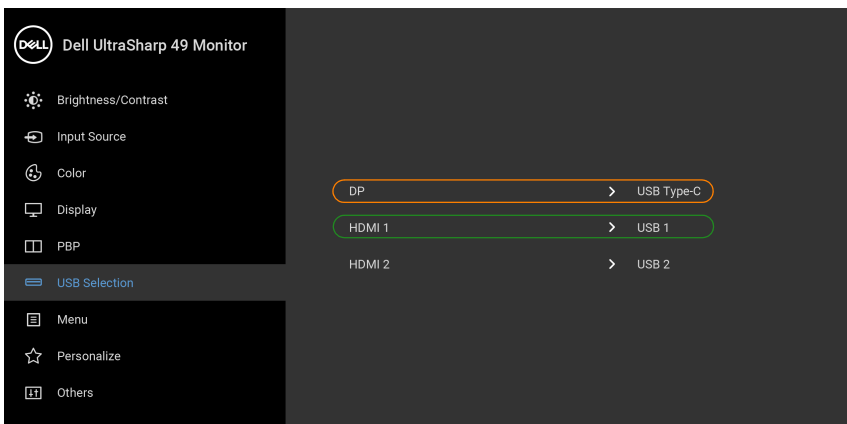 DELL Dell UltraSharp 49 Monitor
Brightness/Contrast
Input Source
Color
Display
PBP
USB Selection
Menu
Personalize
Others
DP USB Type-C
HDMI 1 USB 1
HDMI 2 USB 2